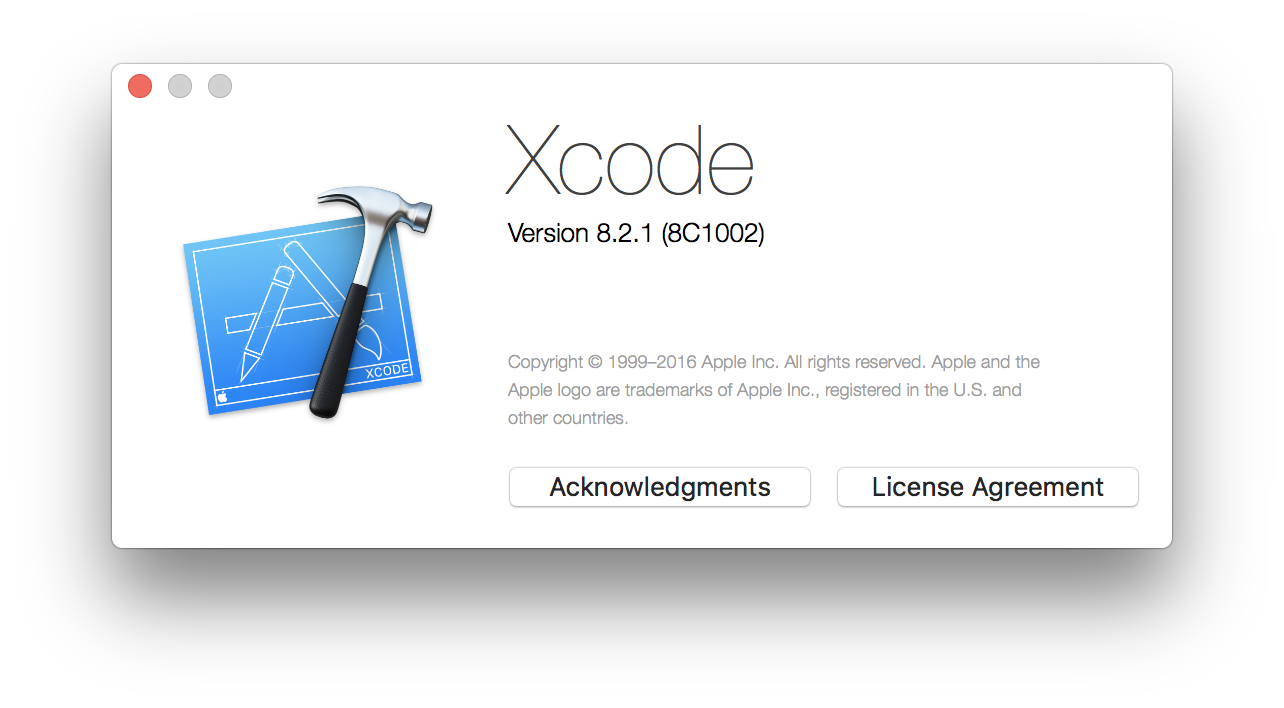 Xcode
Version 8.2.1 (8C1002)
XCODE
Copyright © 1999–2016 Apple Inc. All rights reserved. Apple and the
Apple logo are trademarks of Apple Inc., registered in the U.S. and
other countries.
Acknowledgments
License Agreement